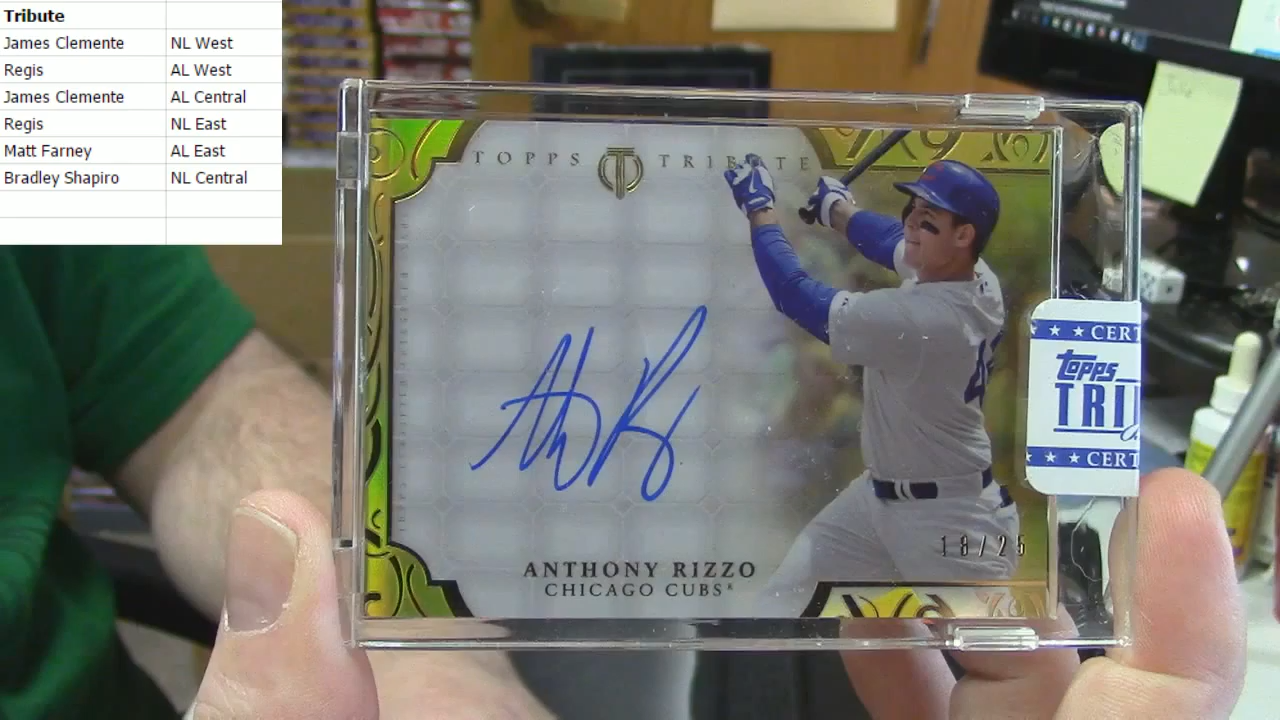 Tribute
James Clemente NL West
Regis AL West
James Clemente AL Central
Regis NL East
Matt Farney AL East
Bradley Shapiro NL Central
TOPPS T TRIBUTE
CERT
TOPPS
TRI
CERT
18/25
ANTHONY RIZZO
CHICAGO CUBS